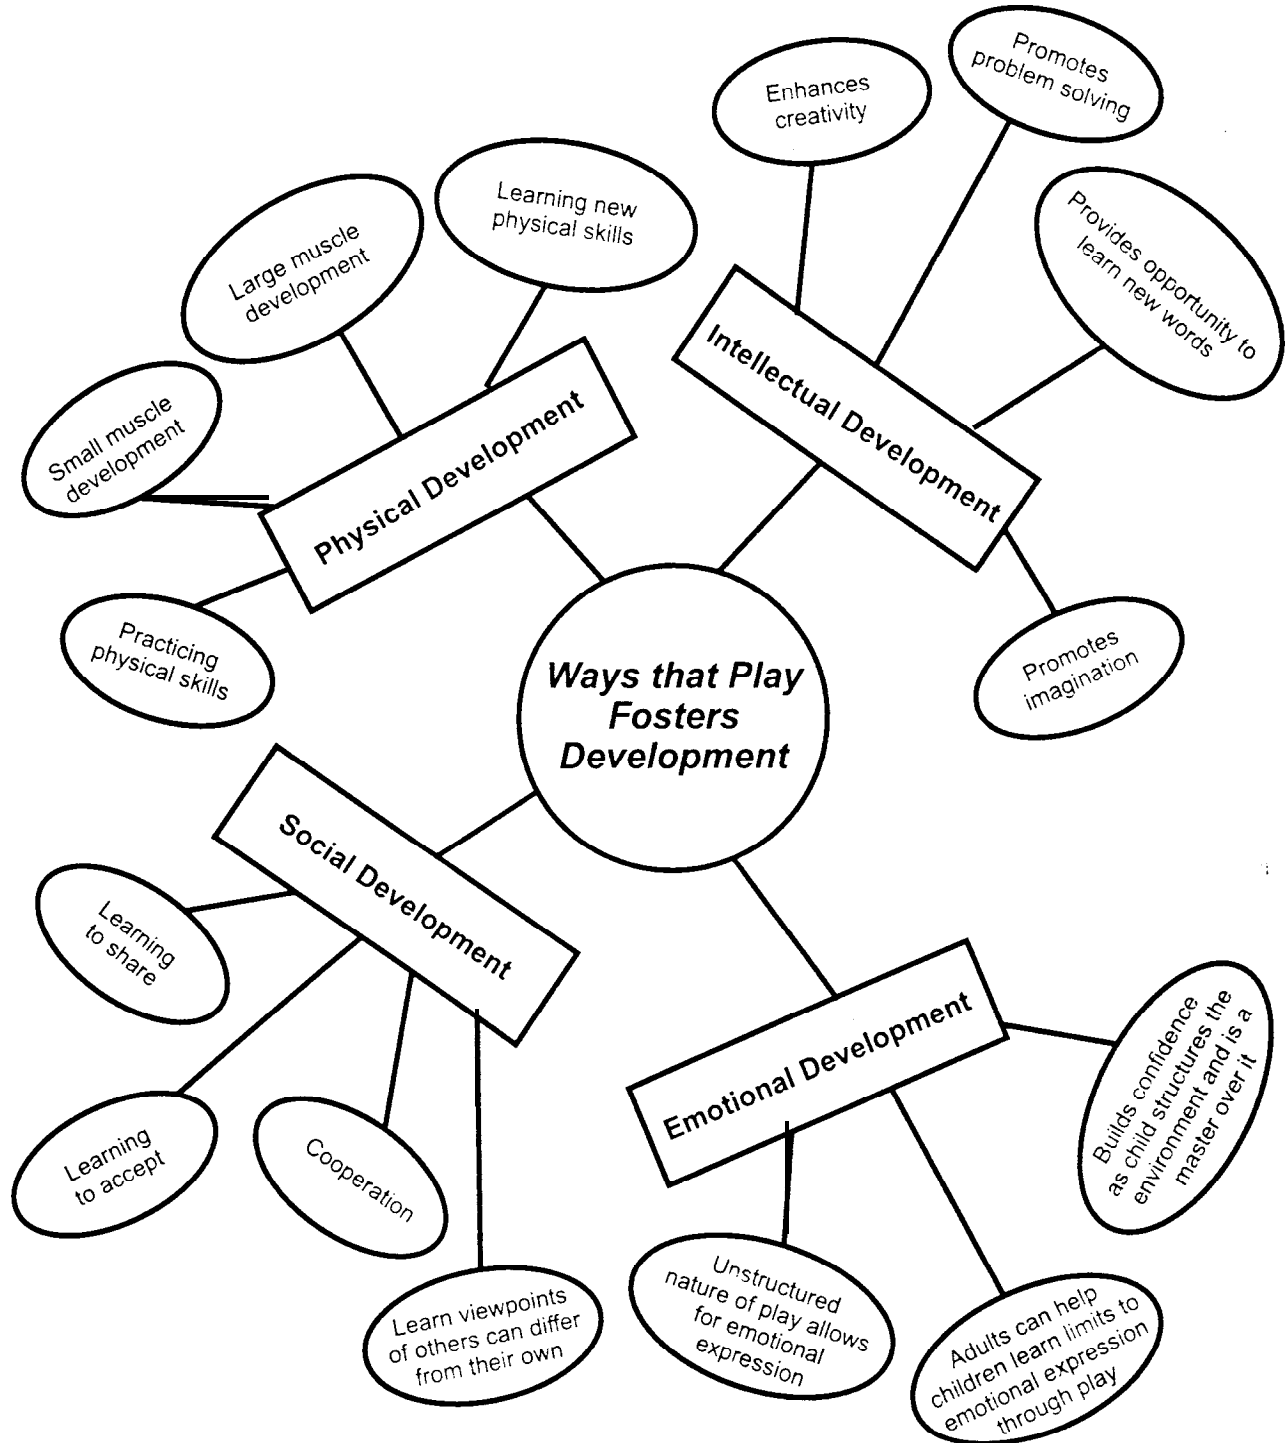 Ways that Play
Fosters
Development
Physical Development
Learning new
physical skills
Large muscle
development
Small muscle
development
Practicing
physical skills
Intellectual Development
Enhances
creativity
Promotes
problem solving
Provides opportunity to
learn new words
Promotes
imagination
Social Development
Learning
to share
Learning
to accept
Cooperation
Learn viewpoints
of others can differ
from their own
Emotional Development
Unstructured
nature of play allows
for emotional
expression
Adults can help
children learn limits to
emotional expression
through play
Builds confidence
as child structures the
environment and is a
master over it